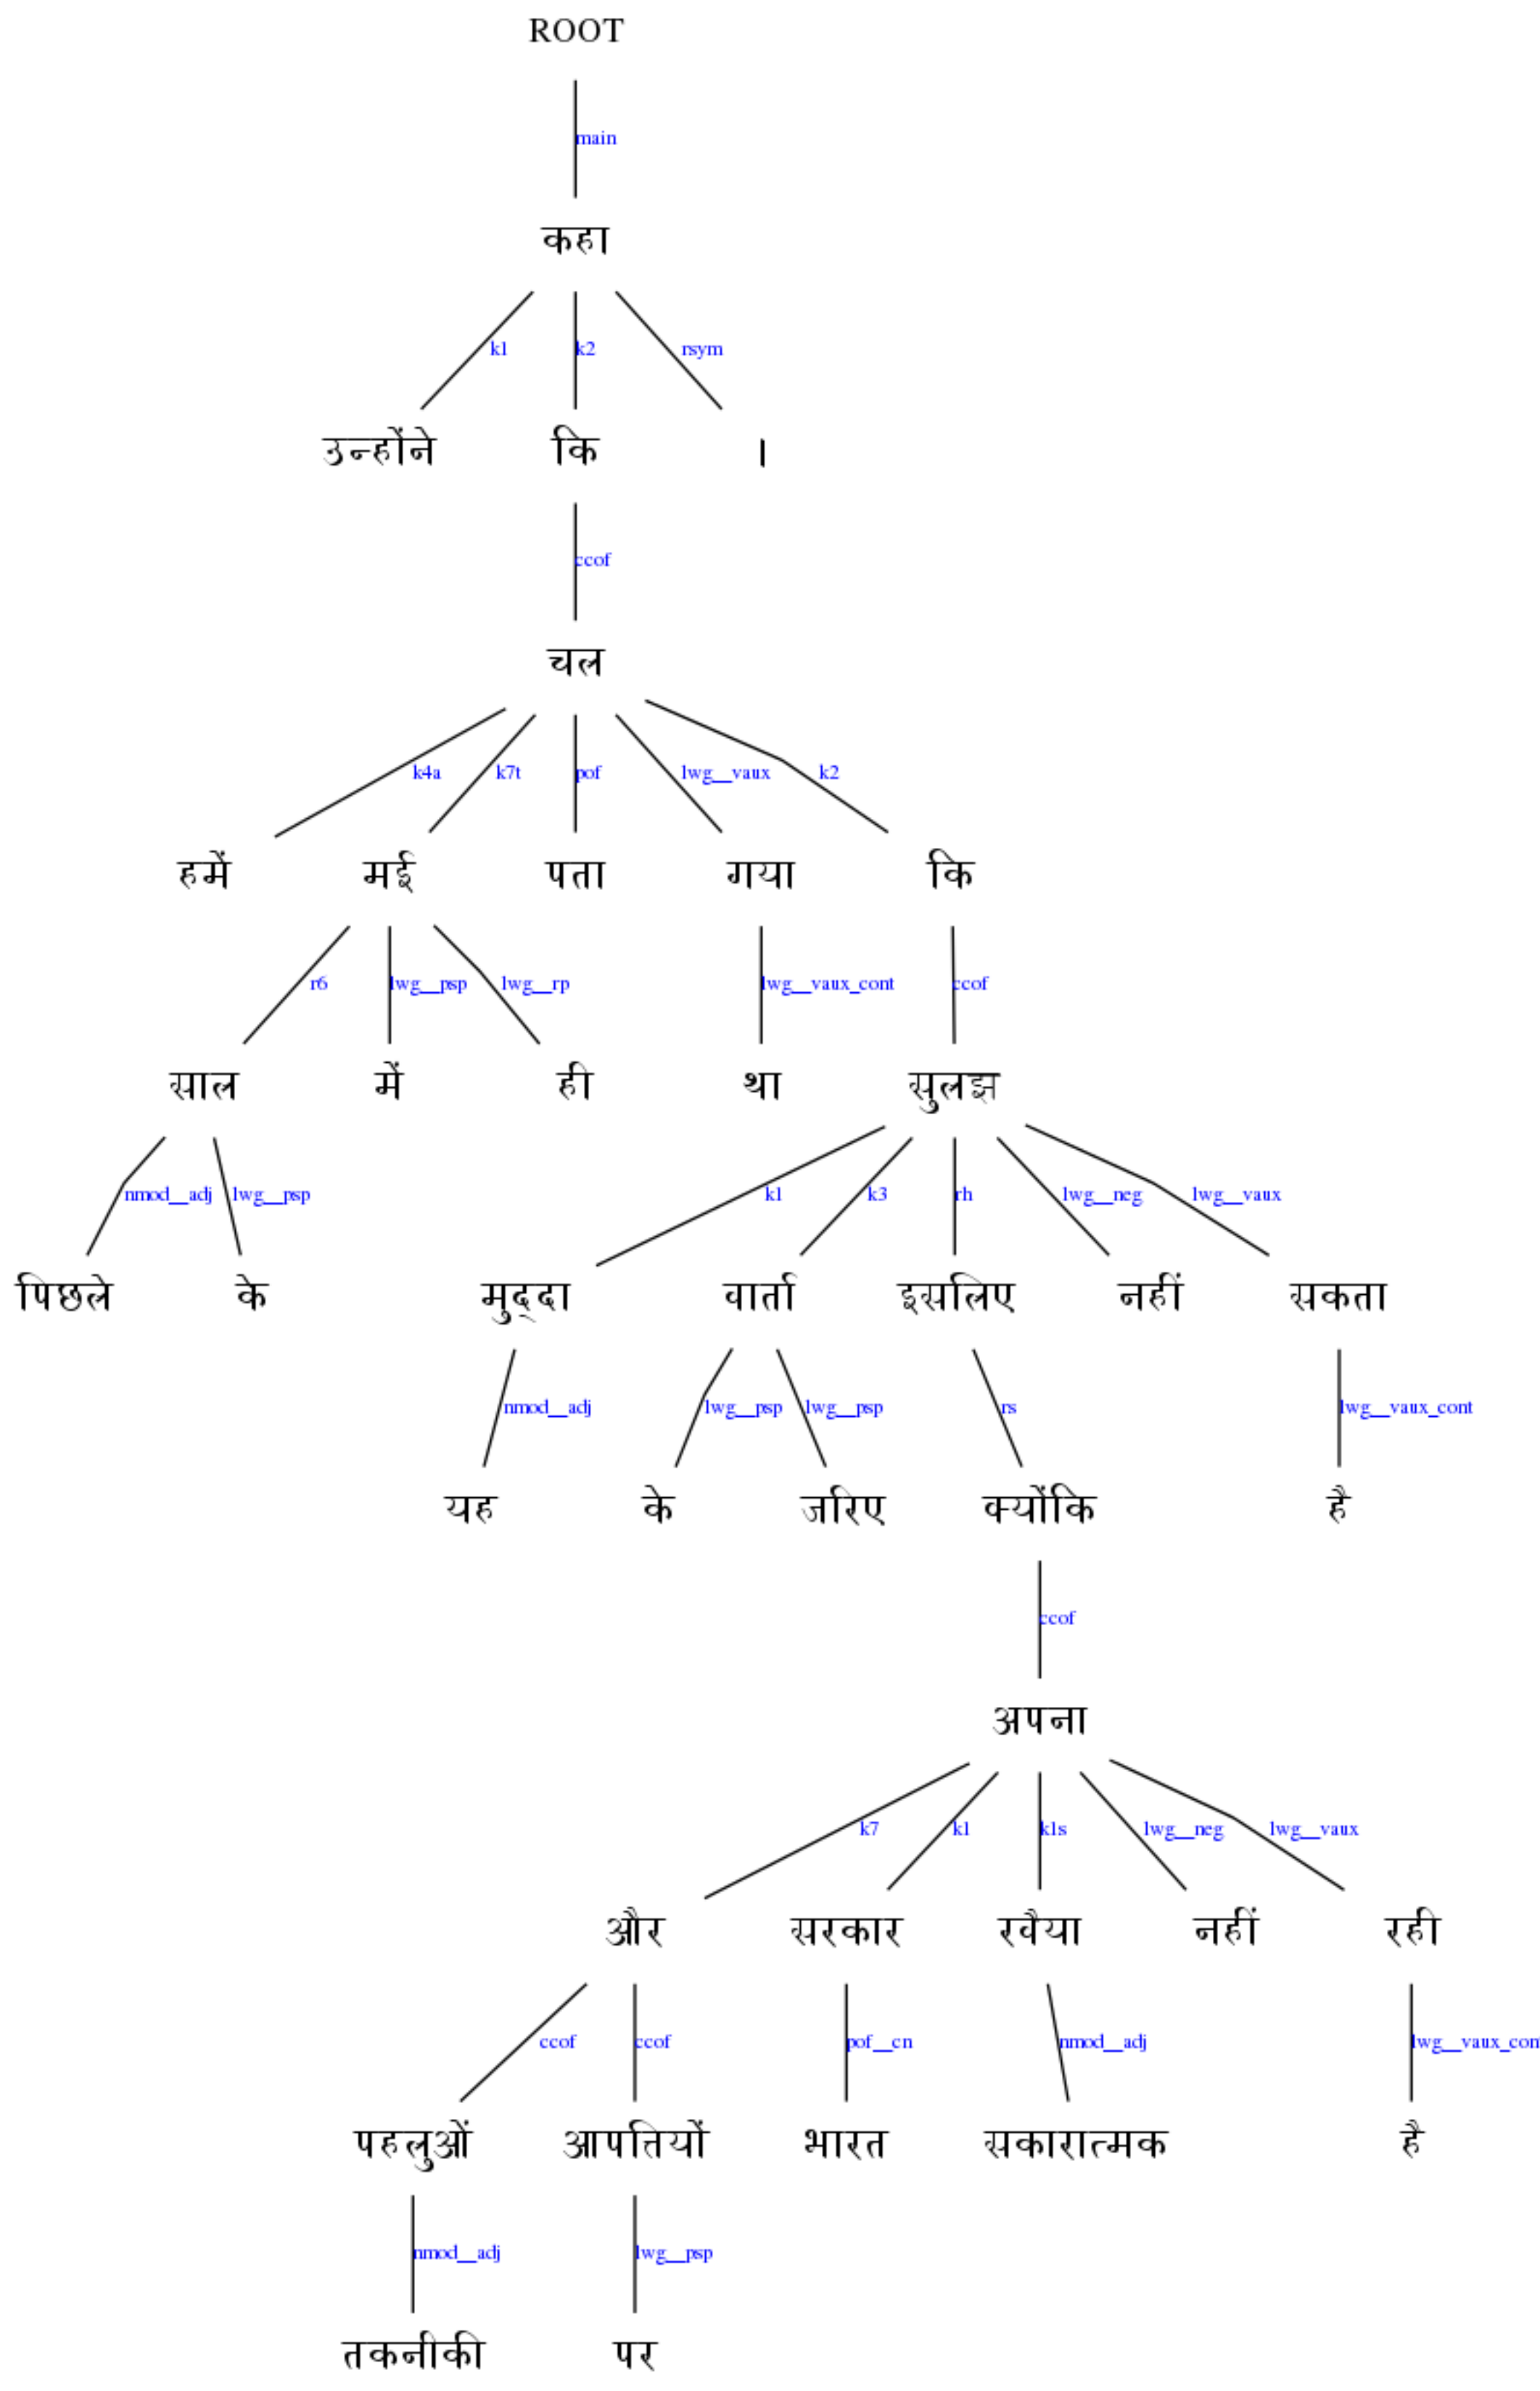 ROOT
main
कहा
k1 k2 rsym
उन्होंने कि ।
ccof
चल
k4a k7t pof lwg__vaux k2
हमें मई पता गया कि
r6 lwg__psp lwg__rp lwg__vaux_cont ccof
साल में ही था सुलझ
nmod__adj lwg__psp k1 k3 rh lwg__neg lwg__vaux
पिछले के मुद्दा वार्ता इसलिए नहीं सकता
nmod__adj lwg__psp lwg__psp rs lwg__vaux_cont
यह के जरिए क्योंकि है
ccof
अपना
k7 k1 k1s lwg__neg lwg__vaux
और सरकार रवैया नहीं रही
ccof ccof pof__cn nmod__adj lwg__vaux_con
पहलुओं आपत्तियों भारत सकारात्मक है
nmod__adj lwg__psp
तकनीकी पर